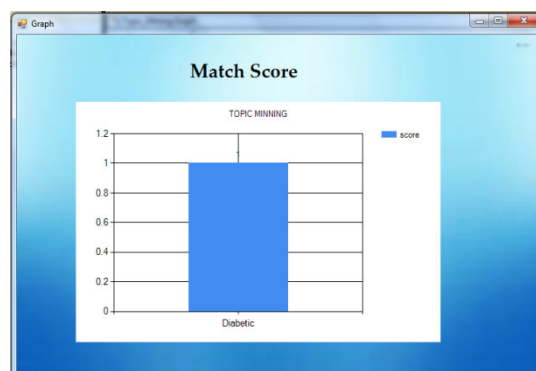 Graph
Match Score
TOPIC MINNING
score
1.2
1
0.8
0.6
0.4
0.2
0
Diabetic